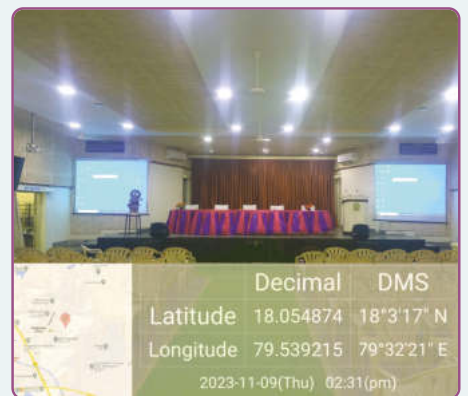 Decimal DMS
Latitude 18.054874 18°3'17" N
Longitude 79.539215 79°32'21" E
2023-11-09(Thu) 02:31(pm)